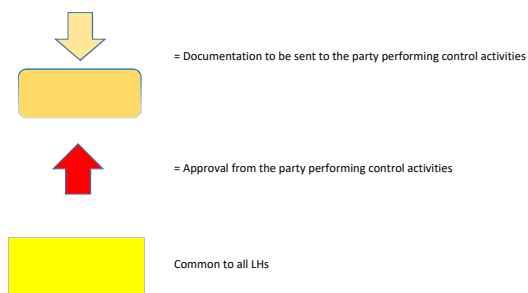 = Documentation to be sent to the party performing control activities
= Approval from the party performing control activities
Common to all LHs